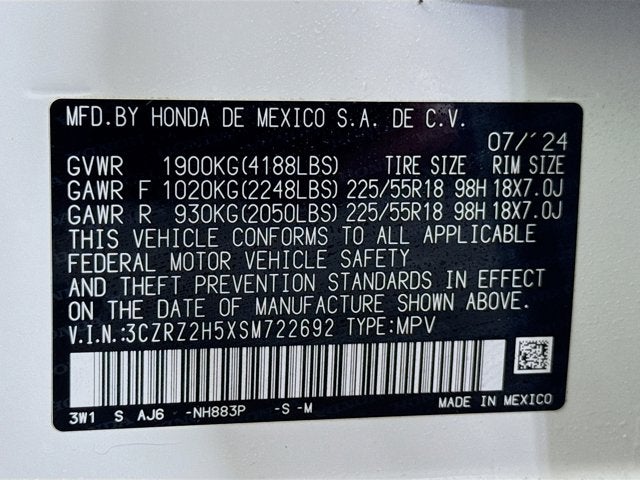 MFD.BY HONDA DE MEXICO S.A. DE C.V.
07/´24
GVWR 1900KG(4188LBS) TIRE SIZE RIM SIZE
GAWR F 1020KG(2248LBS) 225/55R18 98H 18X7.0J
GAWR R 930KG(2050LBS) 225/55R18 98H 18X7.0J
THIS VEHICLE CONFORMS TO ALL APPLICABLE
FEDERAL MOTOR VEHICLE SAFETY
AND THEFT PREVENTION STANDARDS IN EFFECT
ON THE DATE OF MANUFACTURE SHOWN ABOVE.
V.I.N.:3CZRZ2H5XSM722692 TYPE:MPV
3W1 S AJ6 -NH883P -S -M MADE IN MEXICO